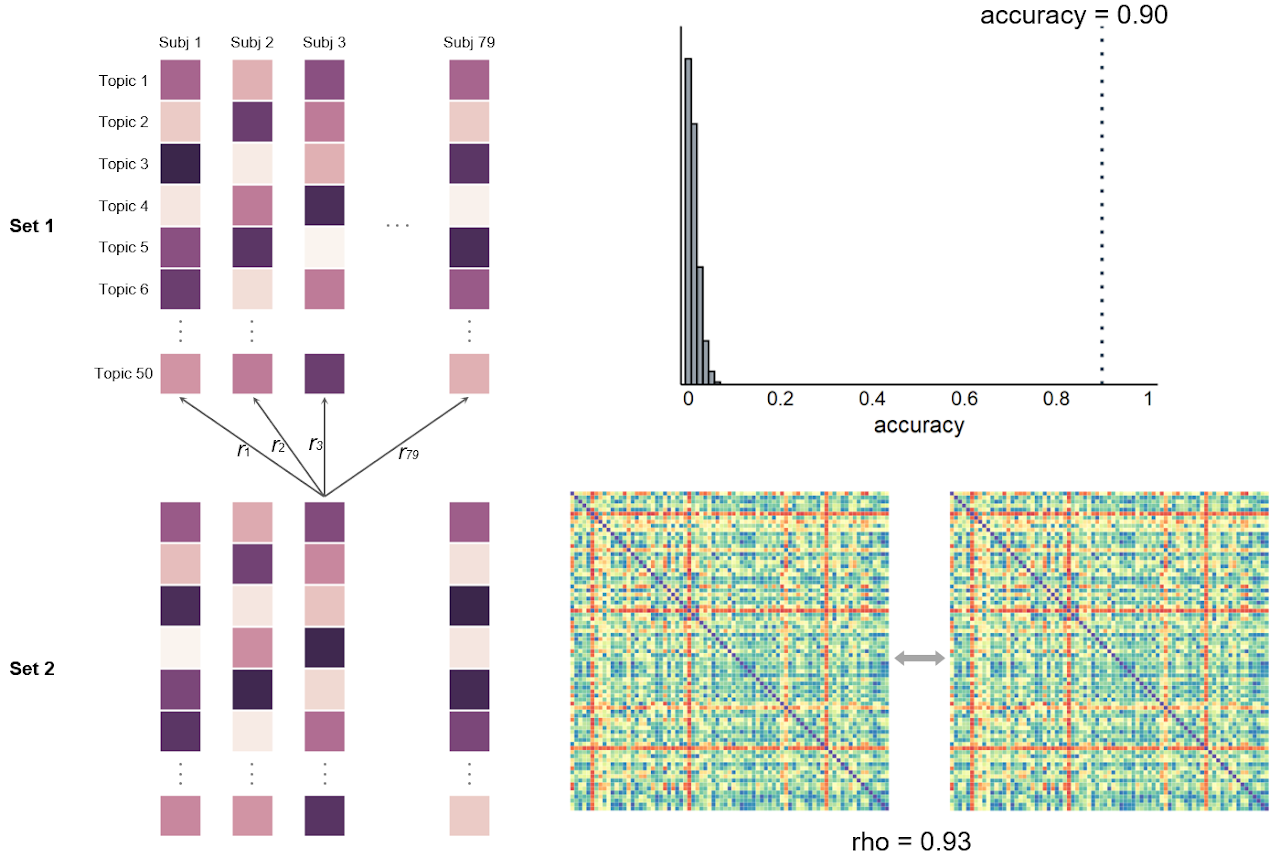 accuracy = 0.90
Subj 1 Subj 2 Subj 3 Subj 79
Topic 1
Topic 2
Topic 3
Topic 4
Set 1
...
Topic 5
Topic 6
Topic 50
r1 r2 r3 r79
0 0.2 0.4 0.6 0.8 1
accuracy
Set 2
rho = 0.93